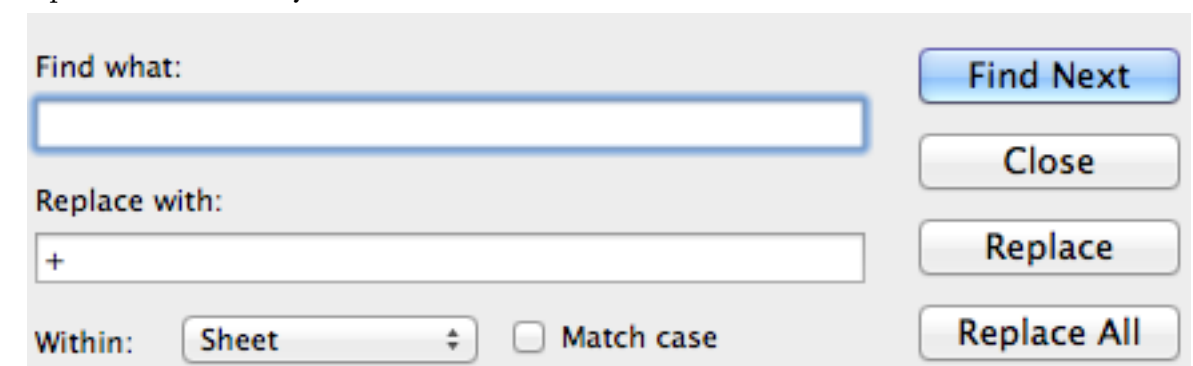 Find what:
Find Next
Close
Replace with:
+
Replace
Within: Sheet Match case
Replace All